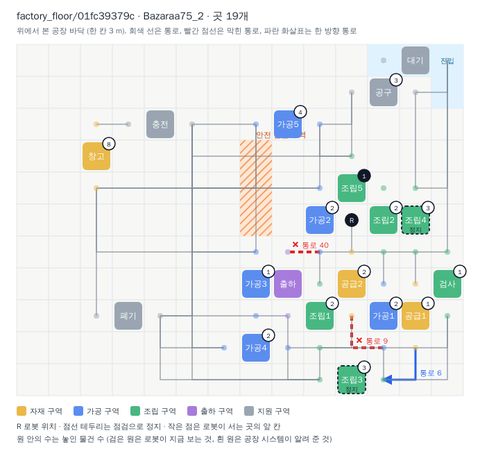 factory_floor/01fc39379c · Bazaraa75_2 · 곳 19개
위에서 본 공장 바닥 (한 칸 3 m). 회색 선은 통로, 빨간 점선은 막힌 통로, 파란 화살표는 한 방향 통로
대기
진입
공구
3
충전
가공5
4
안전
역
창고
8
조립5
1
가공2
2
R
조립2
2
조립4
3
정지
통로 40
가공3
1
출하
공급2
2
검사
1
폐기
조립1
2
가공1
2
공급1
1
통로 9
가공4
2
조립3
3
정지
통로 6
자재 구역
가공 구역
조립 구역
출하 구역
지원 구역
R 로봇 위치 · 점선 테두리는 점검으로 정지 · 작은 점은 로봇이 서는 곳의 앞 칸
원 안의 수는 놓인 물건 수 (검은 원은 로봇이 지금 보는 것, 흰 원은 공장 시스템이 알려 준 것)